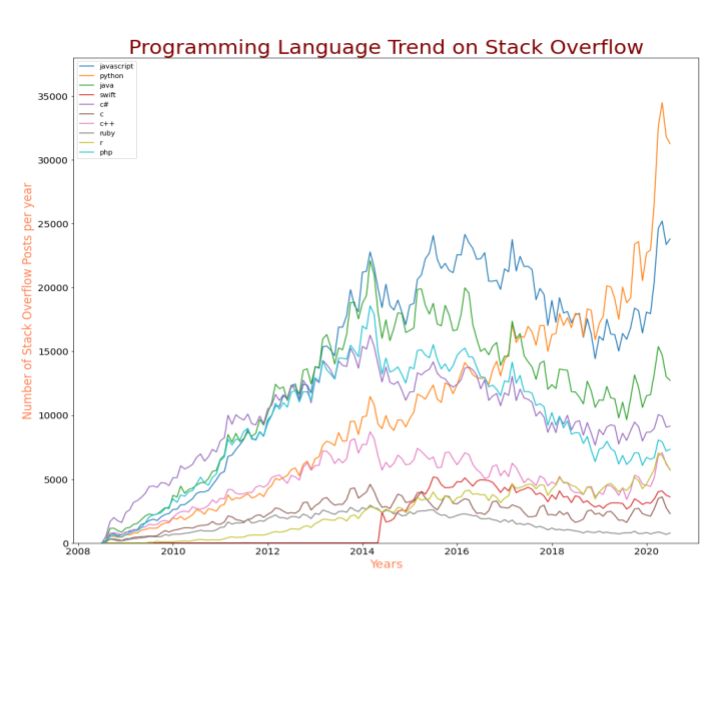 Programming Language Trend on Stack Overflow
javascript
python
java
swift
c#
c
c++
ruby
r
php
Number of Stack Overflow Posts per year
35000
30000
25000
20000
15000
10000
5000
0
2008 2010 2012 2014 2016 2018 2020
Years